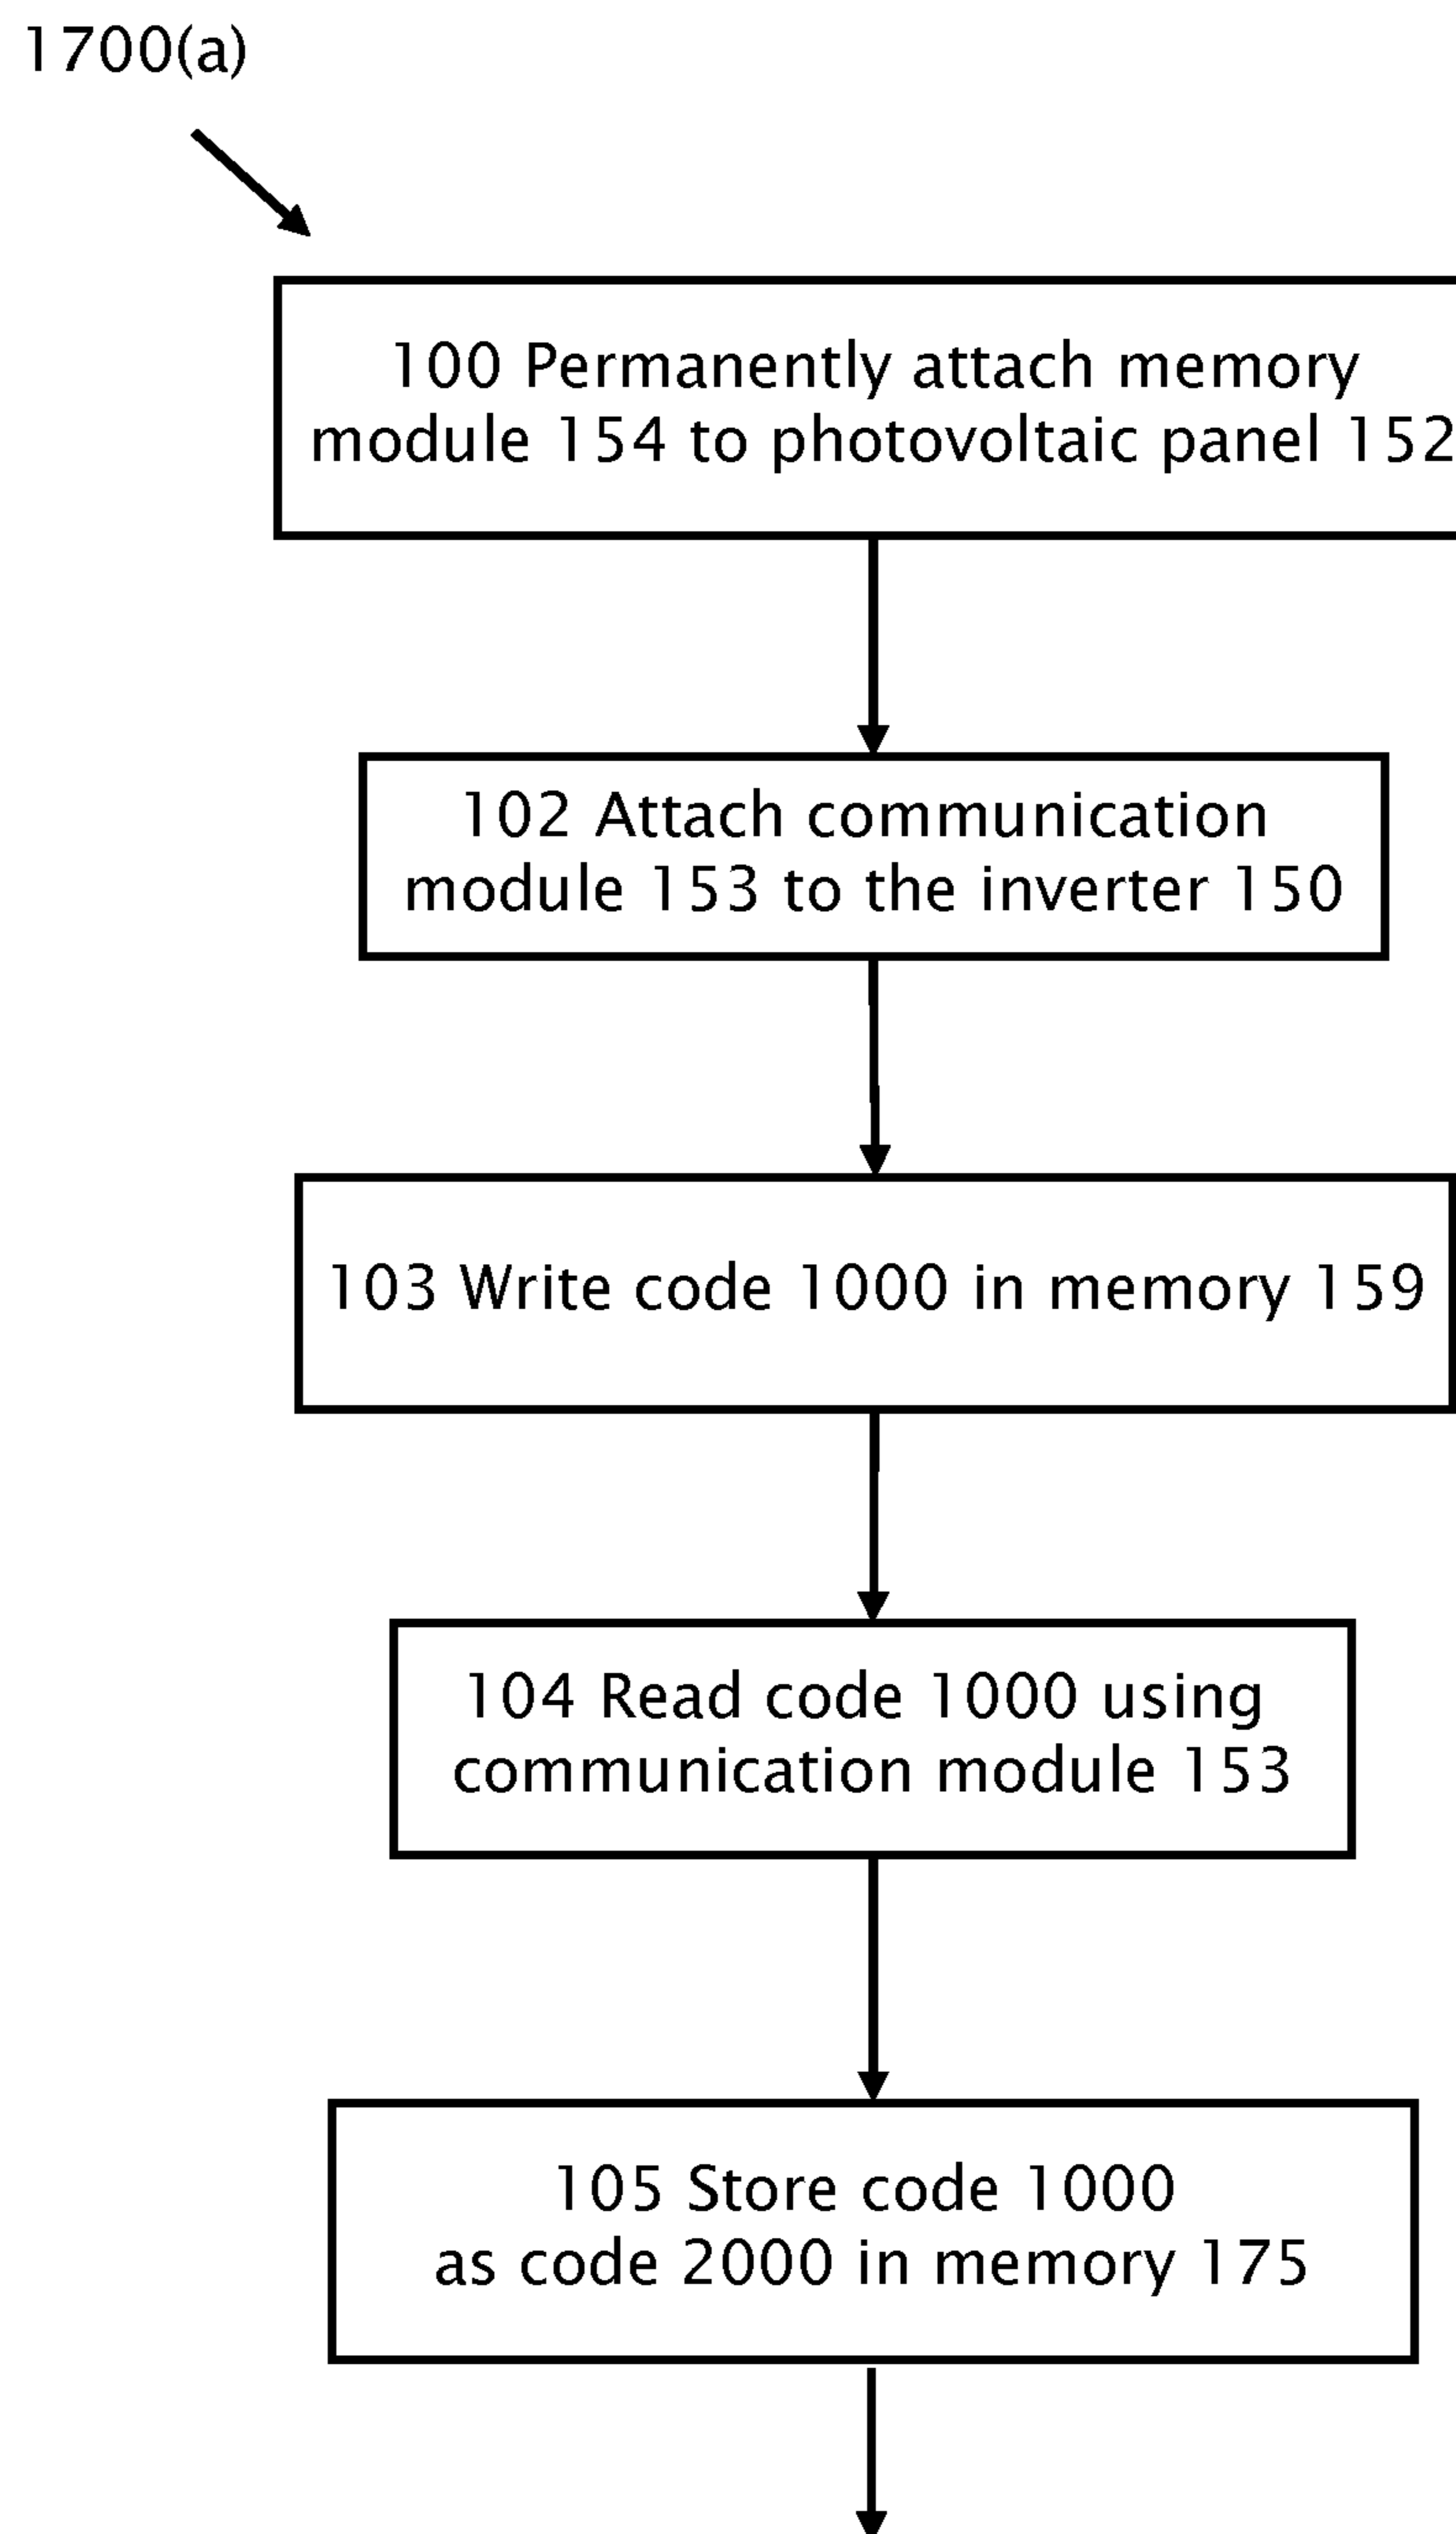 1700(a)
100 Permanently attach memory
module 154 to photovoltaic panel 152
102 Attach communication
module 153 to the inverter 150
103 Write code 1000 in memory 159
104 Read code 1000 using
communication module 153
105 Store code 1000
as code 2000 in memory 175